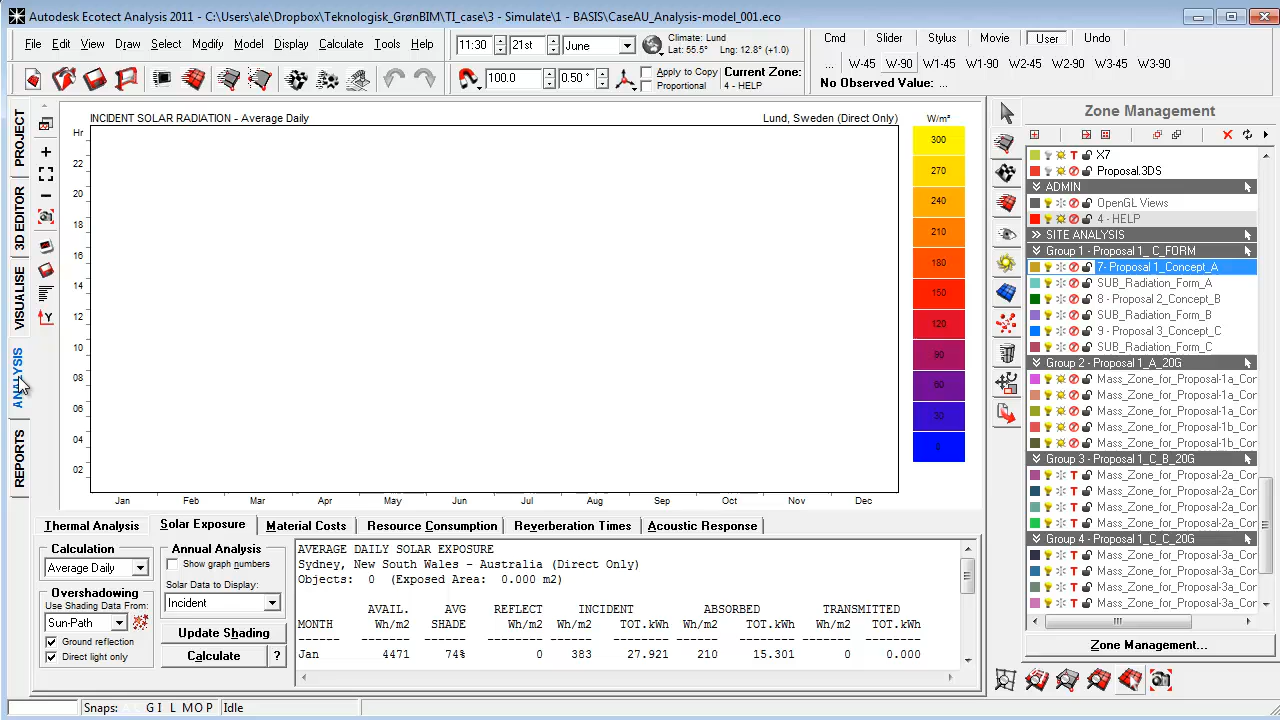 Autodesk Ecotect Analysis 2011 - C:\Users\ale\Dropbox\Teknologisk_GrønBIM\TI_case\3 - Simulate\1 - BASIS\CaseAU_Analysis-model_001.eco
File Edit View Draw Select Modify Model Display Calculate Tools Help
11:30 21st June
Climate: Lund
Lat: 55.5° Lng: 12.8° (+1.0)
Cmd Slider Stylus Movie User Undo
... W-45 W-90 W1-45 W1-90 W2-45 W2-90 W3-45 W3-90
100.0 0.50°
Apply to Copy
Proportional
Current Zone:
4 - HELP
No Observed Value: ...
PROJECT
3D EDITOR
VISUALISE
ANALYSIS
REPORTS
INCIDENT SOLAR RADIATION - Average Daily
Lund, Sweden (Direct Only)
W/m²
Hr
22
20
18
16
14
12
10
08
06
04
02
Jan Feb Mar Apr May Jun Jul Aug Sep Oct Nov Dec
300
270
240
210
180
150
120
90
60
30
0
Thermal Analysis Solar Exposure Material Costs Resource Consumption Reverberation Times Acoustic Response
Calculation
Average Daily
Overshadowing
Use Shading Data From:
Sun-Path
Ground reflection
Direct light only
Annual Analysis
Show graph numbers
Solar Data to Display:
Incident
Update Shading
Calculate ?
AVERAGE DAILY SOLAR EXPOSURE
Sydney, New South Wales - Australia (Direct Only)
Objects: 0 (Exposed Area: 0.000 m2)
AVAIL. AVG REFLECT INCIDENT ABSORBED TRANSMITTED
MONTH Wh/m2 SHADE Wh/m2 Wh/m2 TOT.kWh Wh/m2 TOT.kWh Wh/m2 TOT.kWh
------ ------ ------ ------ ------ ------ ------ ------ ------ ------
Jan 4471 74% 0 383 27.921 210 15.301 0 0.000
Zone Management
X7
Proposal.3DS
ADMIN
OpenGL Views
4 - HELP
SITE ANALYSIS
Group 1 - Proposal 1_ C_FORM
7- Proposal 1_Concept_A
SUB_Radiation_Form_A
8 - Proposal 2_Concept_B
SUB_Radiation_Form_B
9 - Proposal 3_Concept_C
SUB_Radiation_Form_C
Group 2 - Proposal 1_A_20G
Mass_Zone_for_Proposal-1a_Cor
Mass_Zone_for_Proposal-1a_Cor
Mass_Zone_for_Proposal-1a_Cor
Mass_Zone_for_Proposal-1b_Cor
Mass_Zone_for_Proposal-1b_Cor
Group 3 - Proposal 1_C_B_20G
Mass_Zone_for_Proposal-2a_Cor
Mass_Zone_for_Proposal-2a_Cor
Mass_Zone_for_Proposal-2a_Cor
Mass_Zone_for_Proposal-2a_Cor
Group 4 - Proposal 1_C_C_20G
Mass_Zone_for_Proposal-3a_Cor
Mass_Zone_for_Proposal-3a_Cor
Mass_Zone_for_Proposal-3a_Cor
Mass_Zone_for_Proposal-3a_Cor
Zone Management...
Snaps: G I L M O P Idle